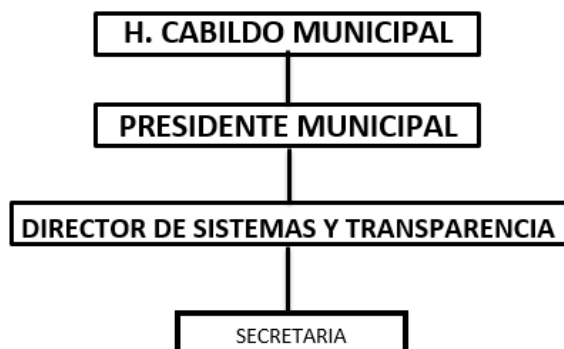 H. CABILDO MUNICIPAL
PRESIDENTE MUNICIPAL
DIRECTOR DE SISTEMAS Y TRANSPARENCIA
SECRETARIA